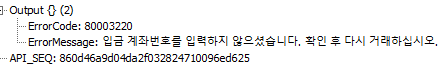 Output {} (2)
ErrorCode: 80003220
ErrorMessage: 입금 계좌번호를 입력하지 않으셨습니다. 확인 후 다시 거래하십시오.
API_SEQ: 860d46a9d04da2f032824710096ed625